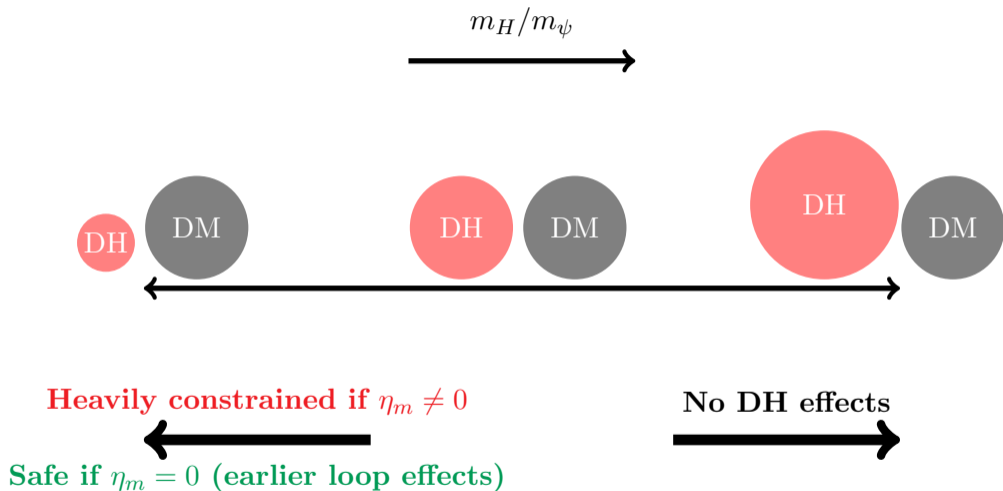 m_H/m_ψ
DH DM DH DM DH DM
Heavily constrained if η_m ≠ 0
No DH effects
Safe if η_m = 0 (earlier loop effects)